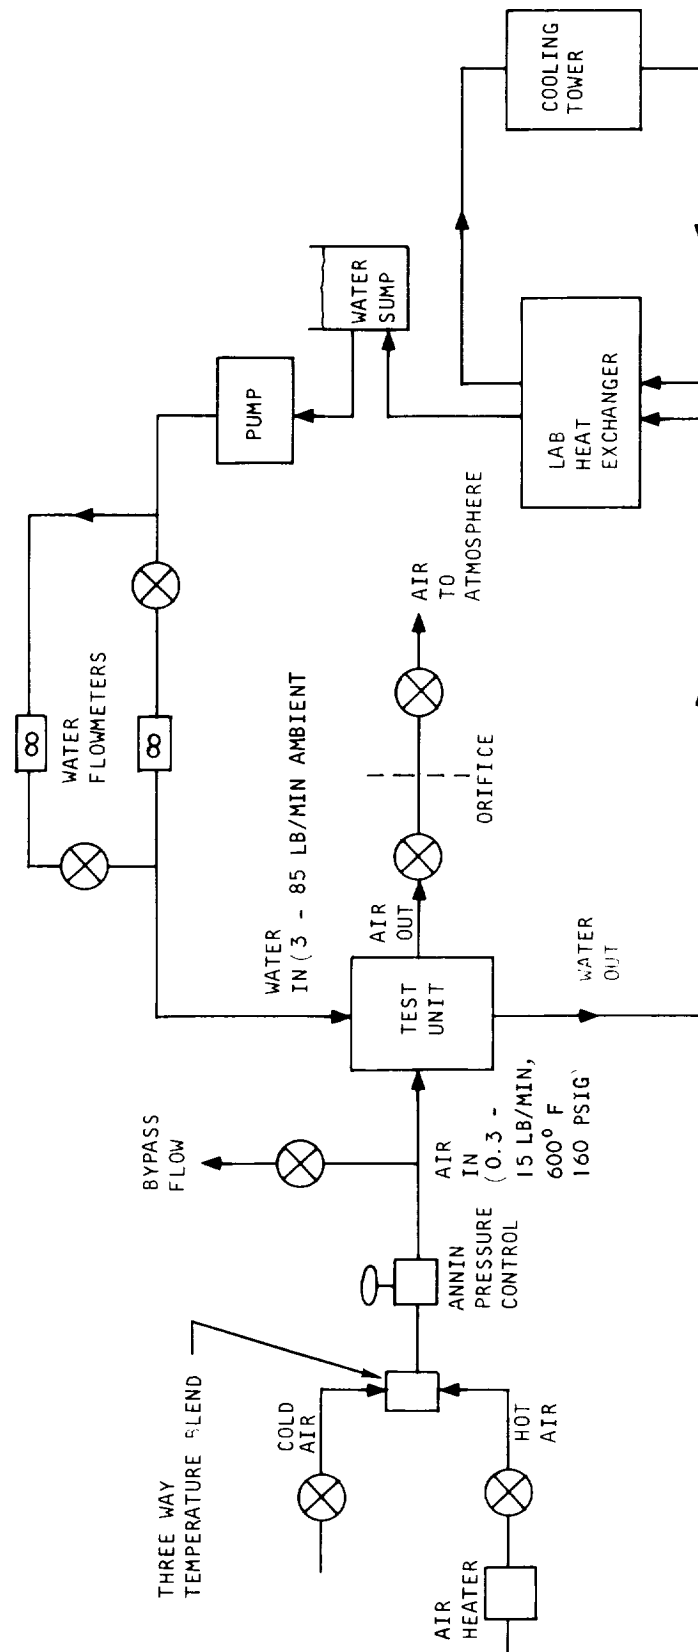 THREE WAY
TEMPERATURE BLEND
COLD
AIR
AIR
HEATER
HOT
AIR
ANNIN
PRESSURE
CONTROL
BYPASS
FLOW
AIR
IN
(0.3 -
15 LB/MIN,
600° F
160 PSIG)
TEST
UNIT
WATER
IN (3 - 85 LB/MIN AMBIENT
AIR
OUT
WATER
OUT
ORIFICE
AIR
TO
ATMOSPHERE
WATER
FLOWMETERS
8
8
PUMP
WATER
SUMP
LAB
HEAT
EXCHANGER
COOLING
TOWER